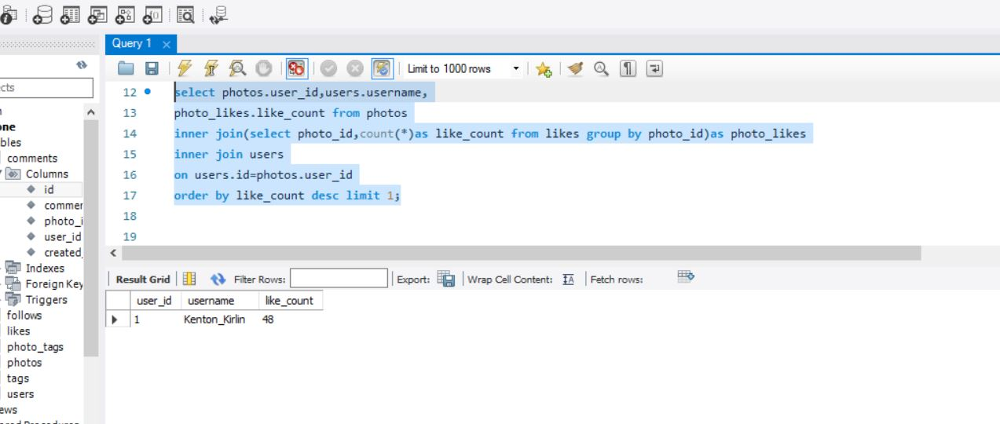 Query 1
Limit to 1000 rows
12 select photos.user_id,users.username,
13 photo_likes.like_count from photos
14 inner join(select photo_id,count(*)as like_count from likes group by photo_id)as photo_likes
15 inner join users
16 on users.id=photos.user_id
17 order by like_count desc limit 1;
18
19
cts
one
bles
comments
Columns
id
commer
photo_i
user_id
created_
Indexes
Foreign Key
Triggers
follows
likes
photo_tags
photos
tags
users
ews
Result Grid Filter Rows: Export: Wrap Cell Content: Fetch rows:
user_id username like_count
1 Kenton_Kirlin 48